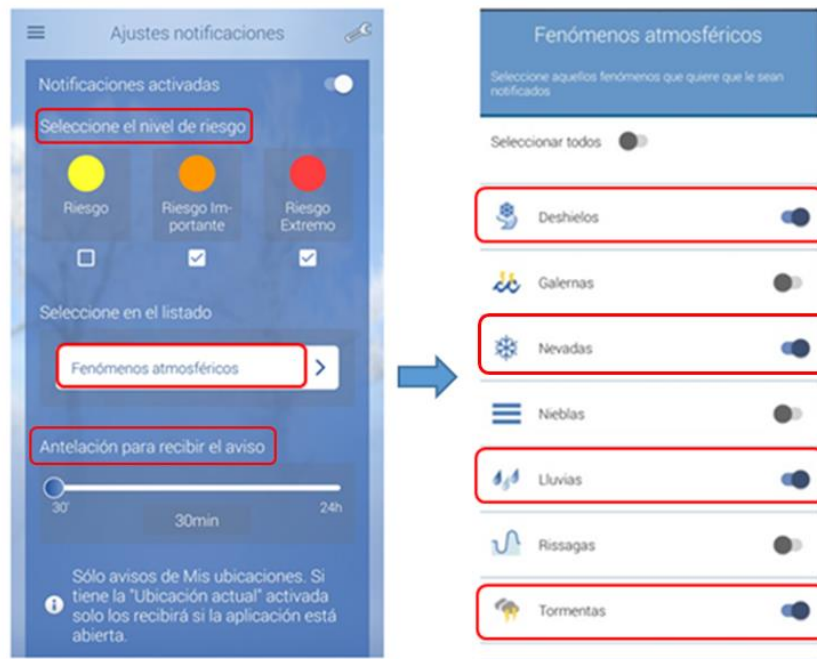 Ajustes notificaciones
Notificaciones activadas
Seleccione el nivel de riesgo
Riesgo
Riesgo Im-
portante
Riesgo
Extremo
Seleccione en el listado
Fenómenos atmosféricos
Antelación para recibir el aviso
30'
24h
30min
Sólo avisos de Mis ubicaciones. Si
tiene la "Ubicación actual" activada
solo los recibirá si la aplicación está
abierta.
Fenómenos atmosféricos
Seleccione aquellos fenómenos que quiere que le sean
notificados
Seleccionar todos
Deshielos
Galernas
Nevadas
Nieblas
Lluvias
Rissagas
Tormentas